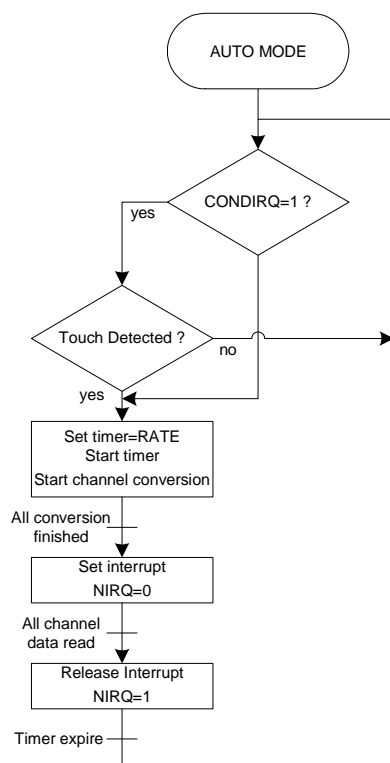 AUTO MODE
CONDIRQ=1 ?
yes
Touch Detected ?
no
yes
Set timer=RATE
Start timer
Start channel conversion
All conversion
finished
Set interrupt
NIRQ=0
All channel
data read
Release Interrupt
NIRQ=1
Timer expire